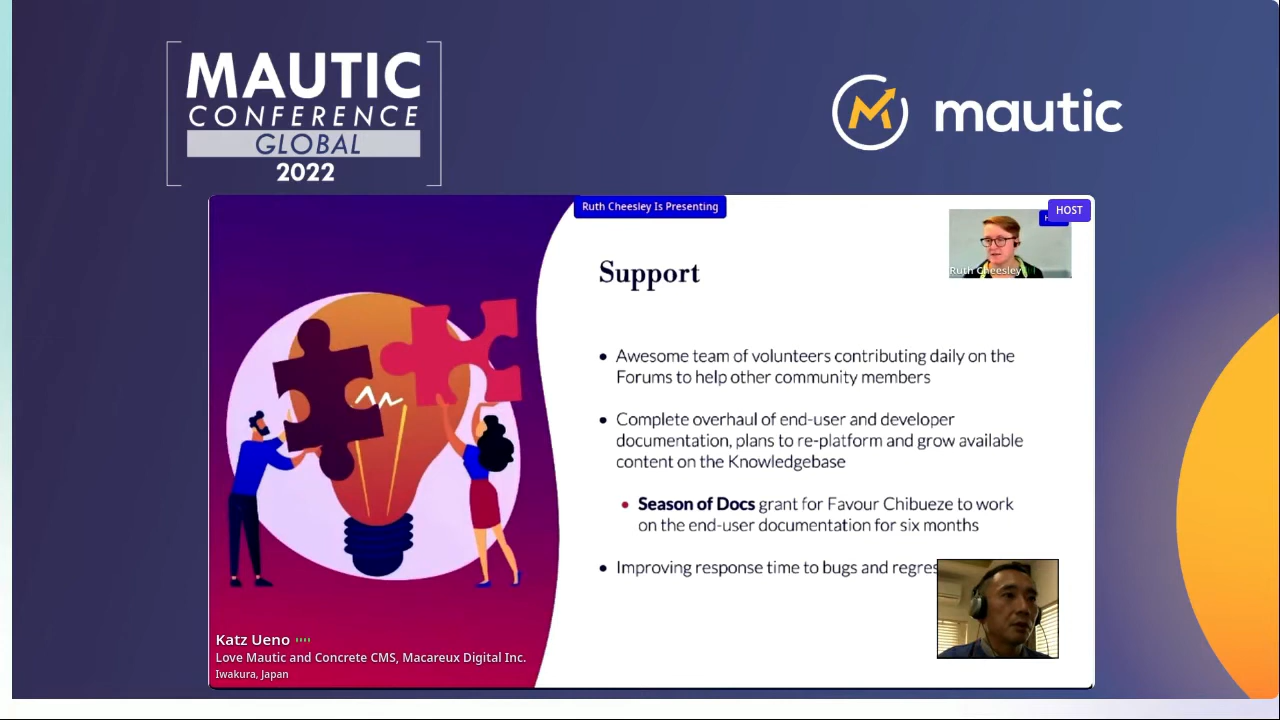 MAUTIC
CONFERENCE
GLOBAL
2022
mautic
Ruth Cheesley Is Presenting
HOST
Ruth Cheesley
Support
• Awesome team of volunteers contributing daily on the
Forums to help other community members
• Complete overhaul of end-user and developer
documentation, plans to re-platform and grow available
content on the Knowledgebase
• Season of Docs grant for Favour Chibueze to work
on the end-user documentation for six months
• Improving response time to bugs and
Katz Ueno
Love Mautic and Concrete CMS, Macareux Digital Inc.
Iwakura, Japan